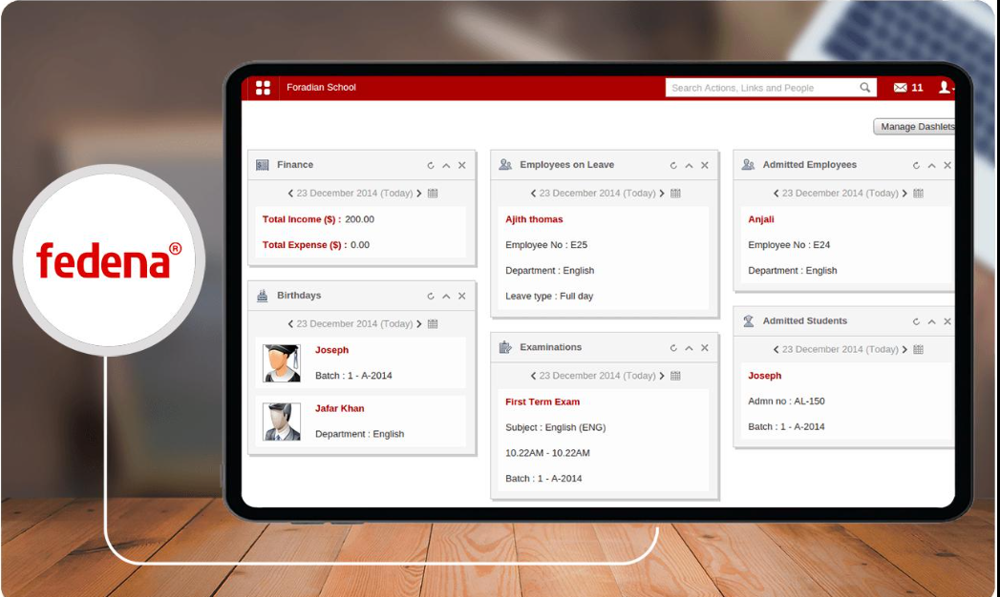 fedena®
Foradian School
Search Actions, Links and People
11
Manage Dashlets
Finance
23 December 2014 (Today)
Total Income ($) : 200.00
Total Expense ($) : 0.00
Birthdays
23 December 2014 (Today)
Joseph
Batch : 1 - A-2014
Jafar Khan
Department : English
Employees on Leave
23 December 2014 (Today)
Ajith thomas
Employee No : E25
Department : English
Leave type : Full day
Examinations
23 December 2014 (Today)
First Term Exam
Subject : English (ENG)
10.22AM - 10.22AM
Batch : 1 - A-2014
Admitted Employees
23 December 2014 (Today)
Anjali
Employee No : E24
Department : English
Admitted Students
23 December 2014 (Today)
Joseph
Admn no : AL-150
Batch : 1 - A-2014